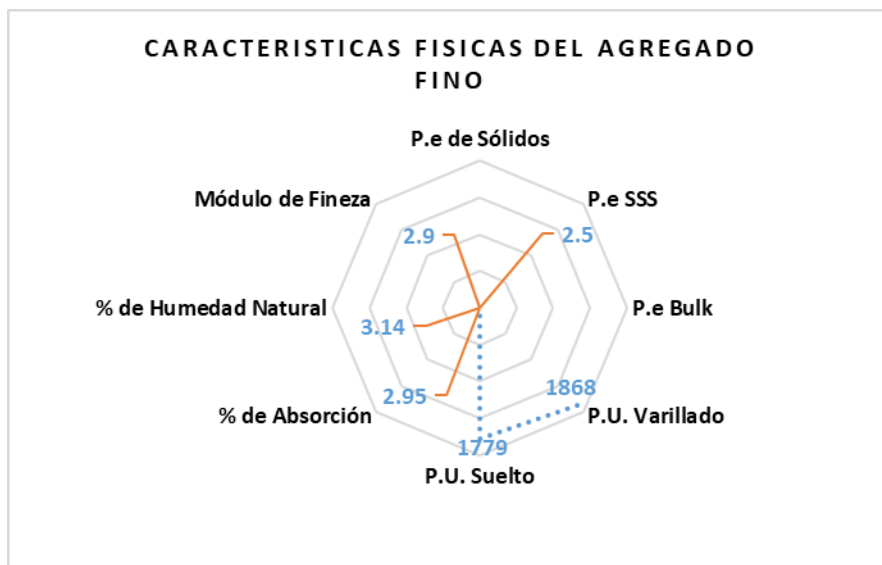 CARACTERISTICAS FISICAS DEL AGREGADO
FINO
P.e de Sólidos
Módulo de Fineza
P.e SSS
2.9
2.5
% de Humedad Natural
P.e Bulk
3.14
2.95
1868
% de Absorción
P.U. Varillado
1779
P.U. Suelto